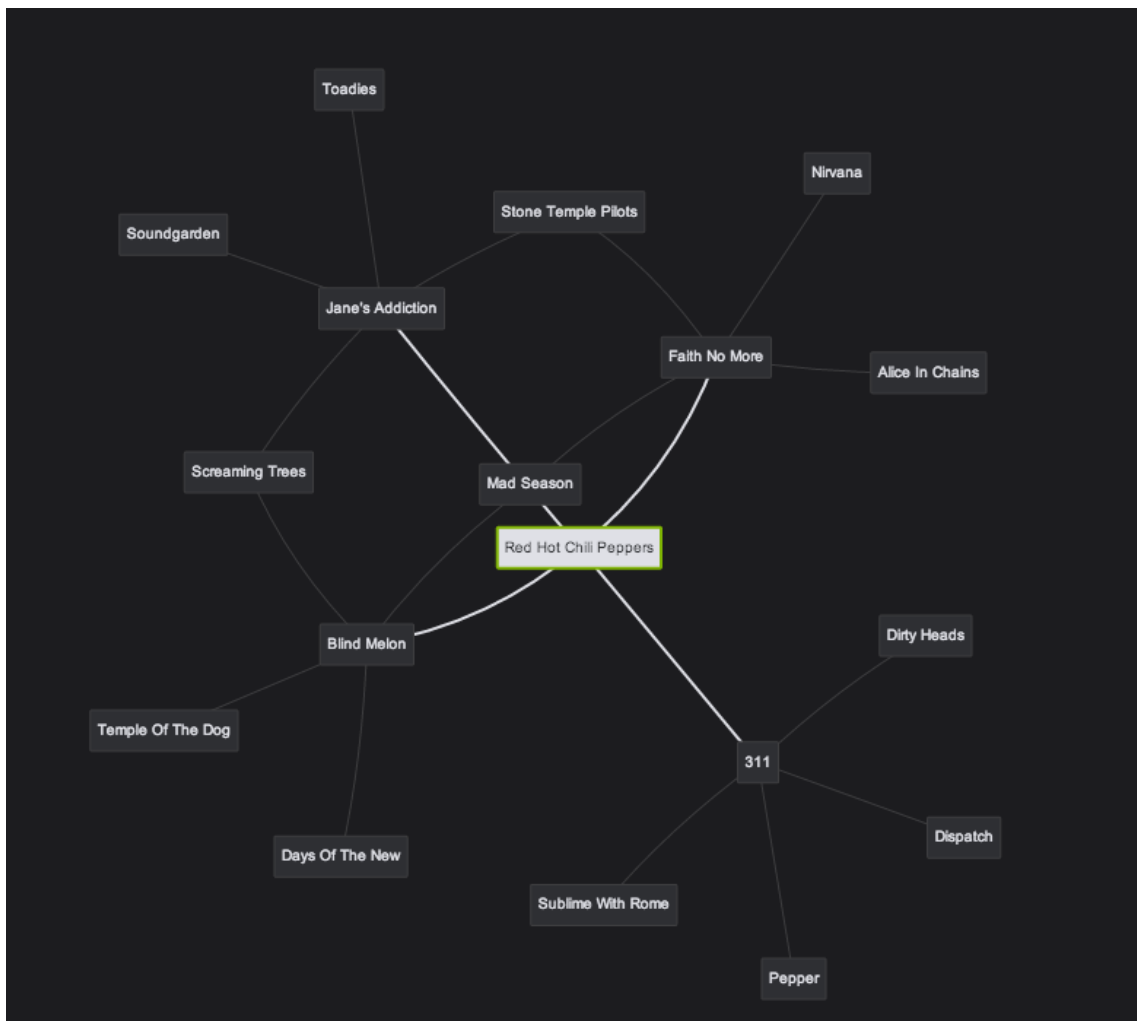 Toadies
Nirvana
Stone Temple Pilots
Soundgarden
Jane's Addiction
Faith No More
Alice In Chains
Screaming Trees
Mad Season
Red Hot Chili Peppers
Dirty Heads
Blind Melon
Temple Of The Dog
311
Dispatch
Days Of The New
Sublime With Rome
Pepper